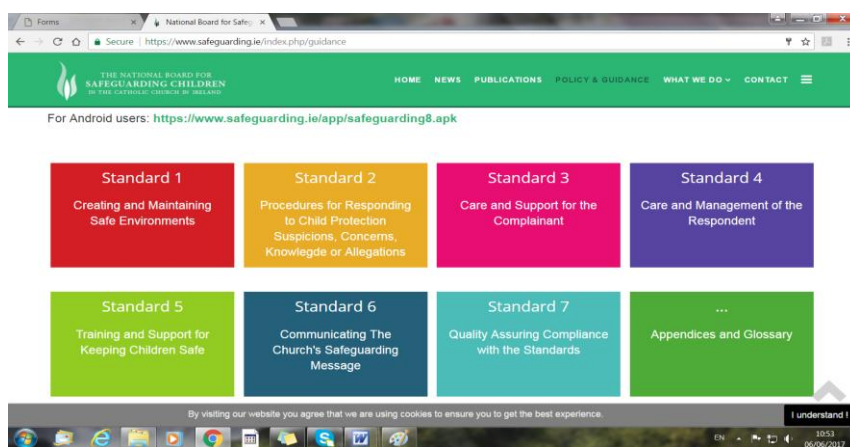 Forms
National Board for Safeg
Secure | https://www.safeguarding.ie/index.php/guidance
THE NATIONAL BOARD FOR
SAFEGUARDING CHILDREN
IN THE CATHOLIC CHURCH IN IRELAND
HOME NEWS PUBLICATIONS POLICY & GUIDANCE WHAT WE DO CONTACT
For Android users: https://www.safeguarding.ie/app/safeguarding8.apk
Standard 1
Creating and Maintaining
Safe Environments
Standard 2
Procedures for Responding
to Child Protection
Suspicions, Concerns,
Knowlegde or Allegations
Standard 3
Care and Support for the
Complainant
Standard 4
Care and Management of the
Respondent
Standard 5
Training and Support for
Keeping Children Safe
Standard 6
Communicating The
Church's Safeguarding
Message
Standard 7
Quality Assuring Compliance
with the Standards
...
Appendices and Glossary
By visiting our website you agree that we are using cookies to ensure you to get the best experience.
I understand !
EN
10:53
06/06/2017